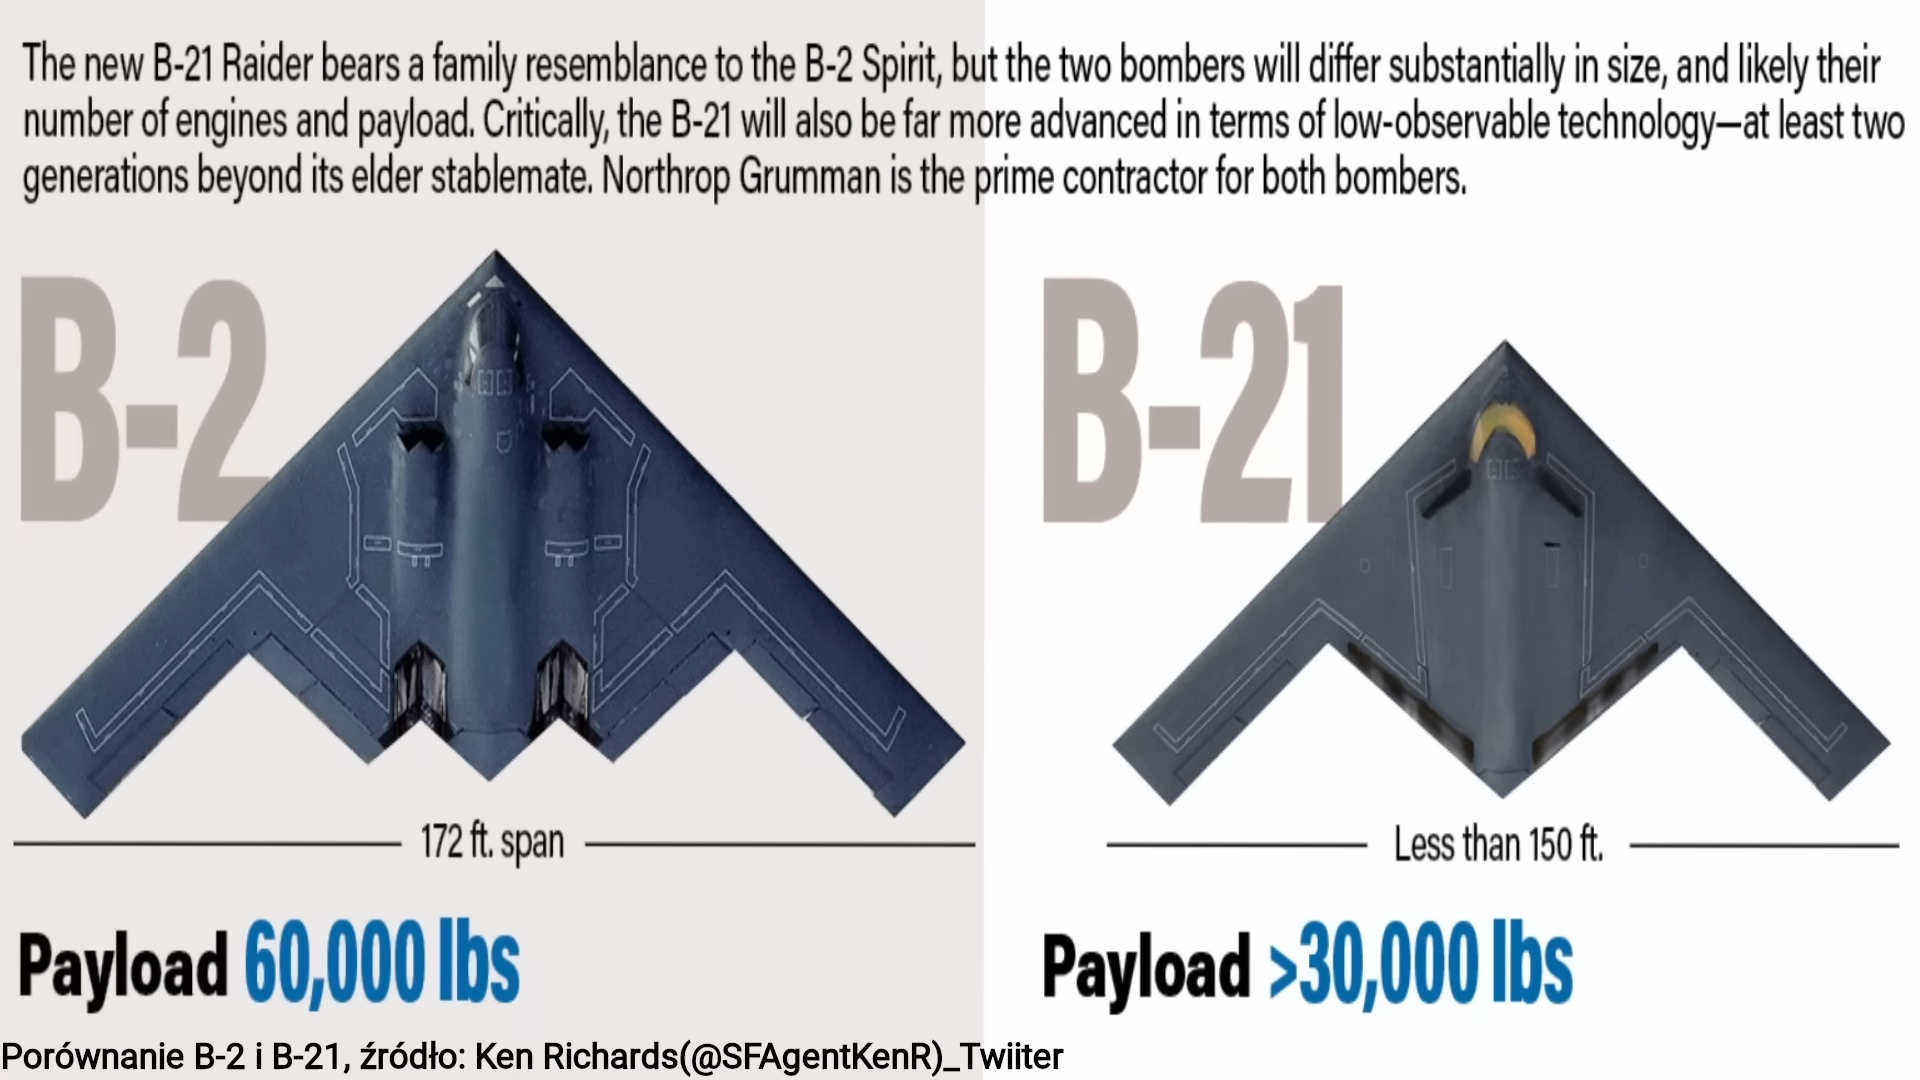 The new B-21 Raider bears a family resemblance to the B-2 Spirit, but the two bombers will differ substantially in size, and likely their
number of engines and payload. Critically, the B-21 will also be far more advanced in terms of low-observable technology—at least two
generations beyond its elder stablemate. Northrop Grumman is the prime contractor for both bombers.
B-2
B-21
172 ft. span
Less than 150 ft.
Payload 60,000 lbs
Payload >30,000 lbs
Porównanie B-2 i B-21, źródło: Ken Richards(@SFAgentKenR)_Twiiter